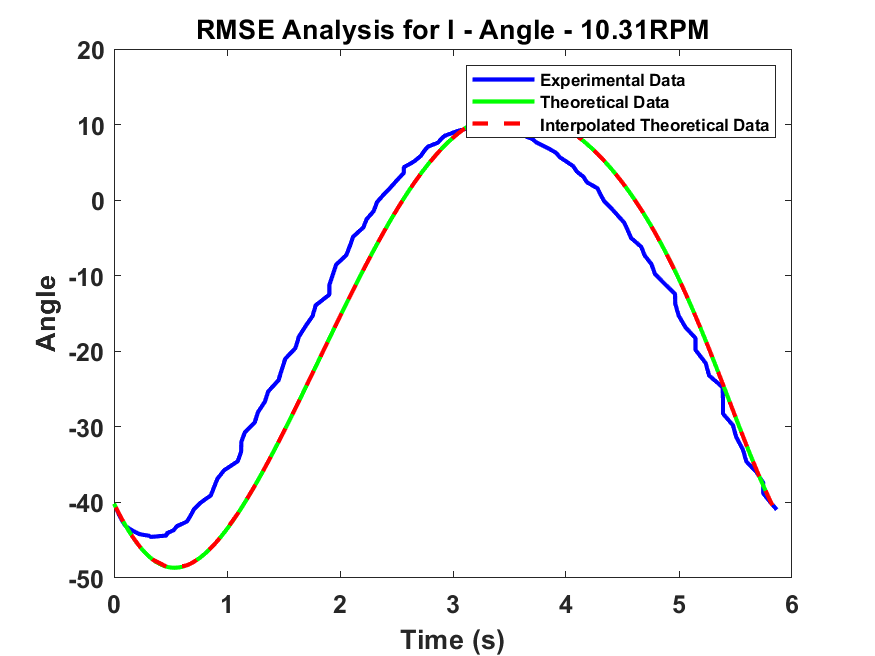 RMSE Analysis for I - Angle - 10.31RPM
20
10
0
-10
-20
-30
-40
-50
Angle
Experimental Data
Theoretical Data
Interpolated Theoretical Data
0 1 2 3 4 5 6
Time (s)